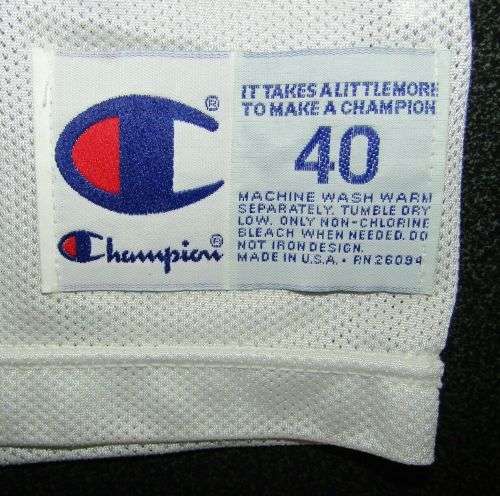 ®
C
®
Champion
IT TAKES A LITTLE MORE
TO MAKE A CHAMPION
40
MACHINE WASH WARM
SEPARATELY. TUMBLE DRY
LOW. ONLY NON-CHLORINE
BLEACH WHEN NEEDED. DO
NOT IRON DESIGN.
MADE IN U.S.A. • RN 26094